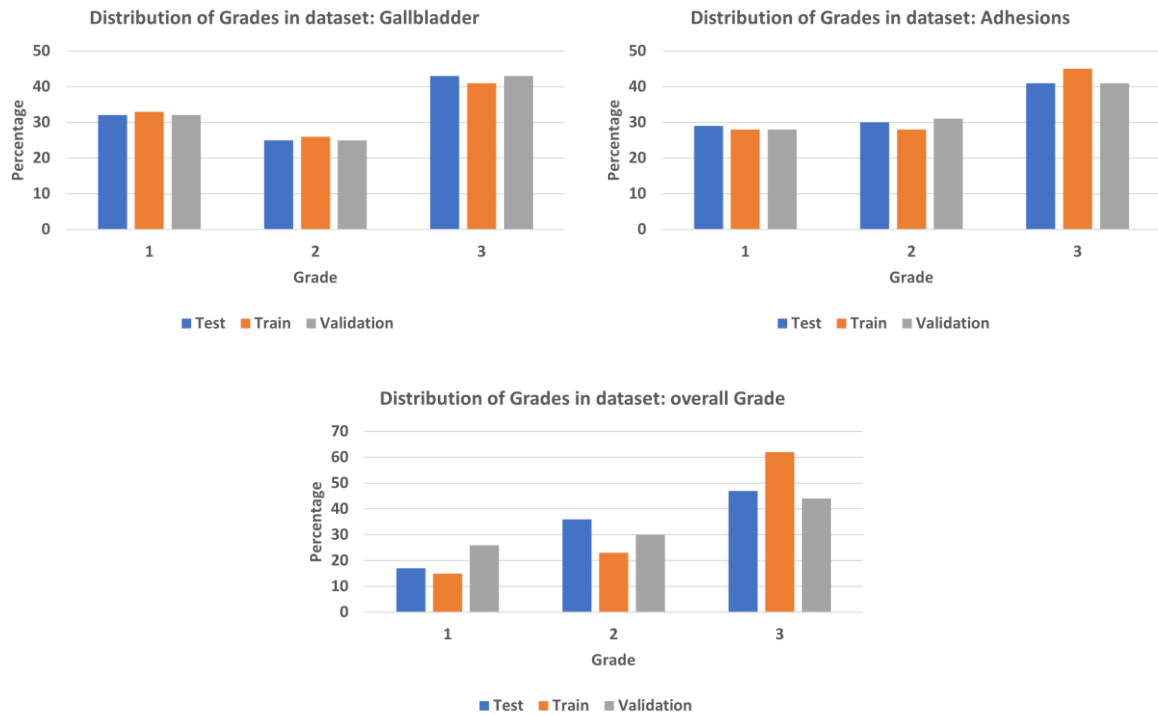 Distribution of Grades in dataset: Gallbladder
50
40
30
20
10
0
Percentage
1 2 3
Grade
Test Train Validation
Distribution of Grades in dataset: Adhesions
50
40
30
20
10
0
Percentage
1 2 3
Grade
Test Train Validation
Distribution of Grades in dataset: overall Grade
70
60
50
40
30
20
10
0
Percentage
1 2 3
Grade
Test Train Validation